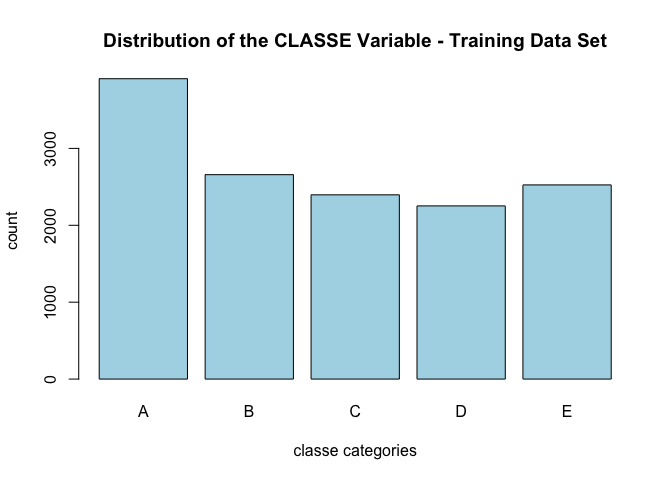 Distribution of the CLASSE Variable - Training Data Set
count
3000
2000
1000
0
A B C D E
classe categories